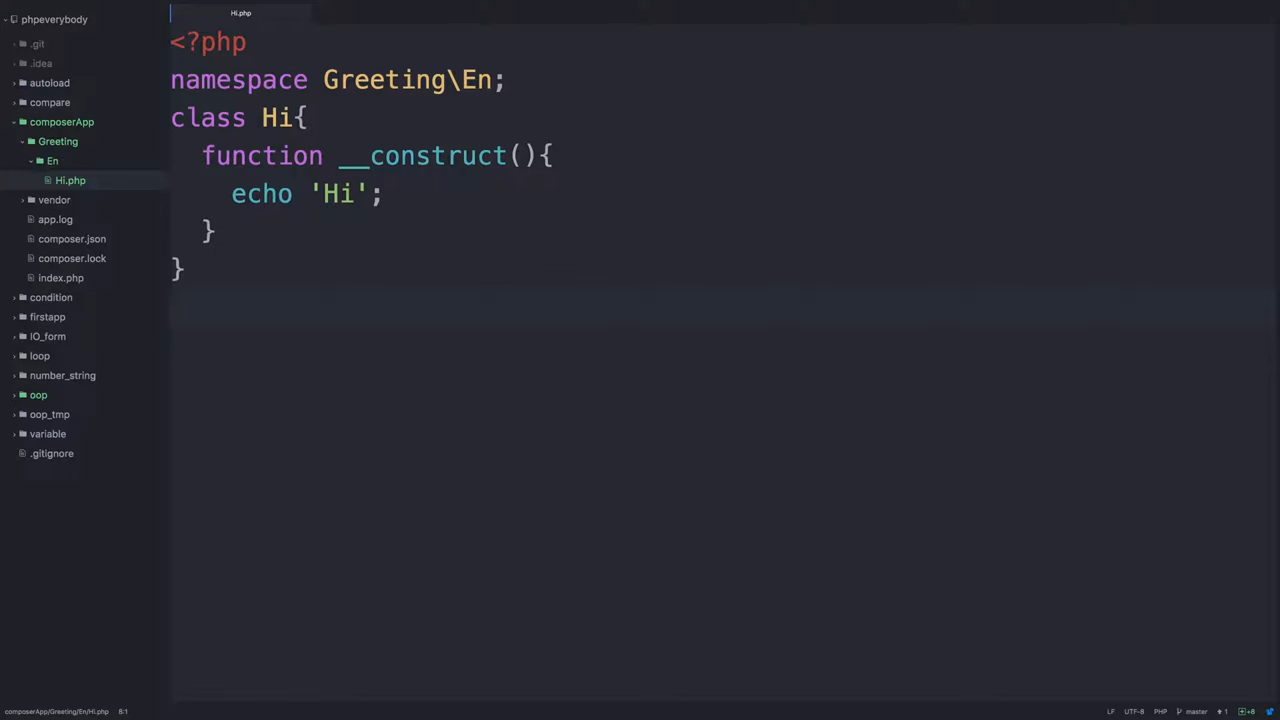 phpeverybody
.git
.idea
autoload
compare
composerApp
Greeting
En
Hi.php
vendor
app.log
composer.json
composer.lock
index.php
condition
firstapp
IO_form
loop
number_string
oop
oop_tmp
variable
.gitignore
Hi.php
<?php
namespace Greeting\En;
class Hi{
  function __construct(){
    echo 'Hi';
  }
}
composerApp/Greeting/En/Hi.php 8:1
LF UTF-8 PHP master 1 +6